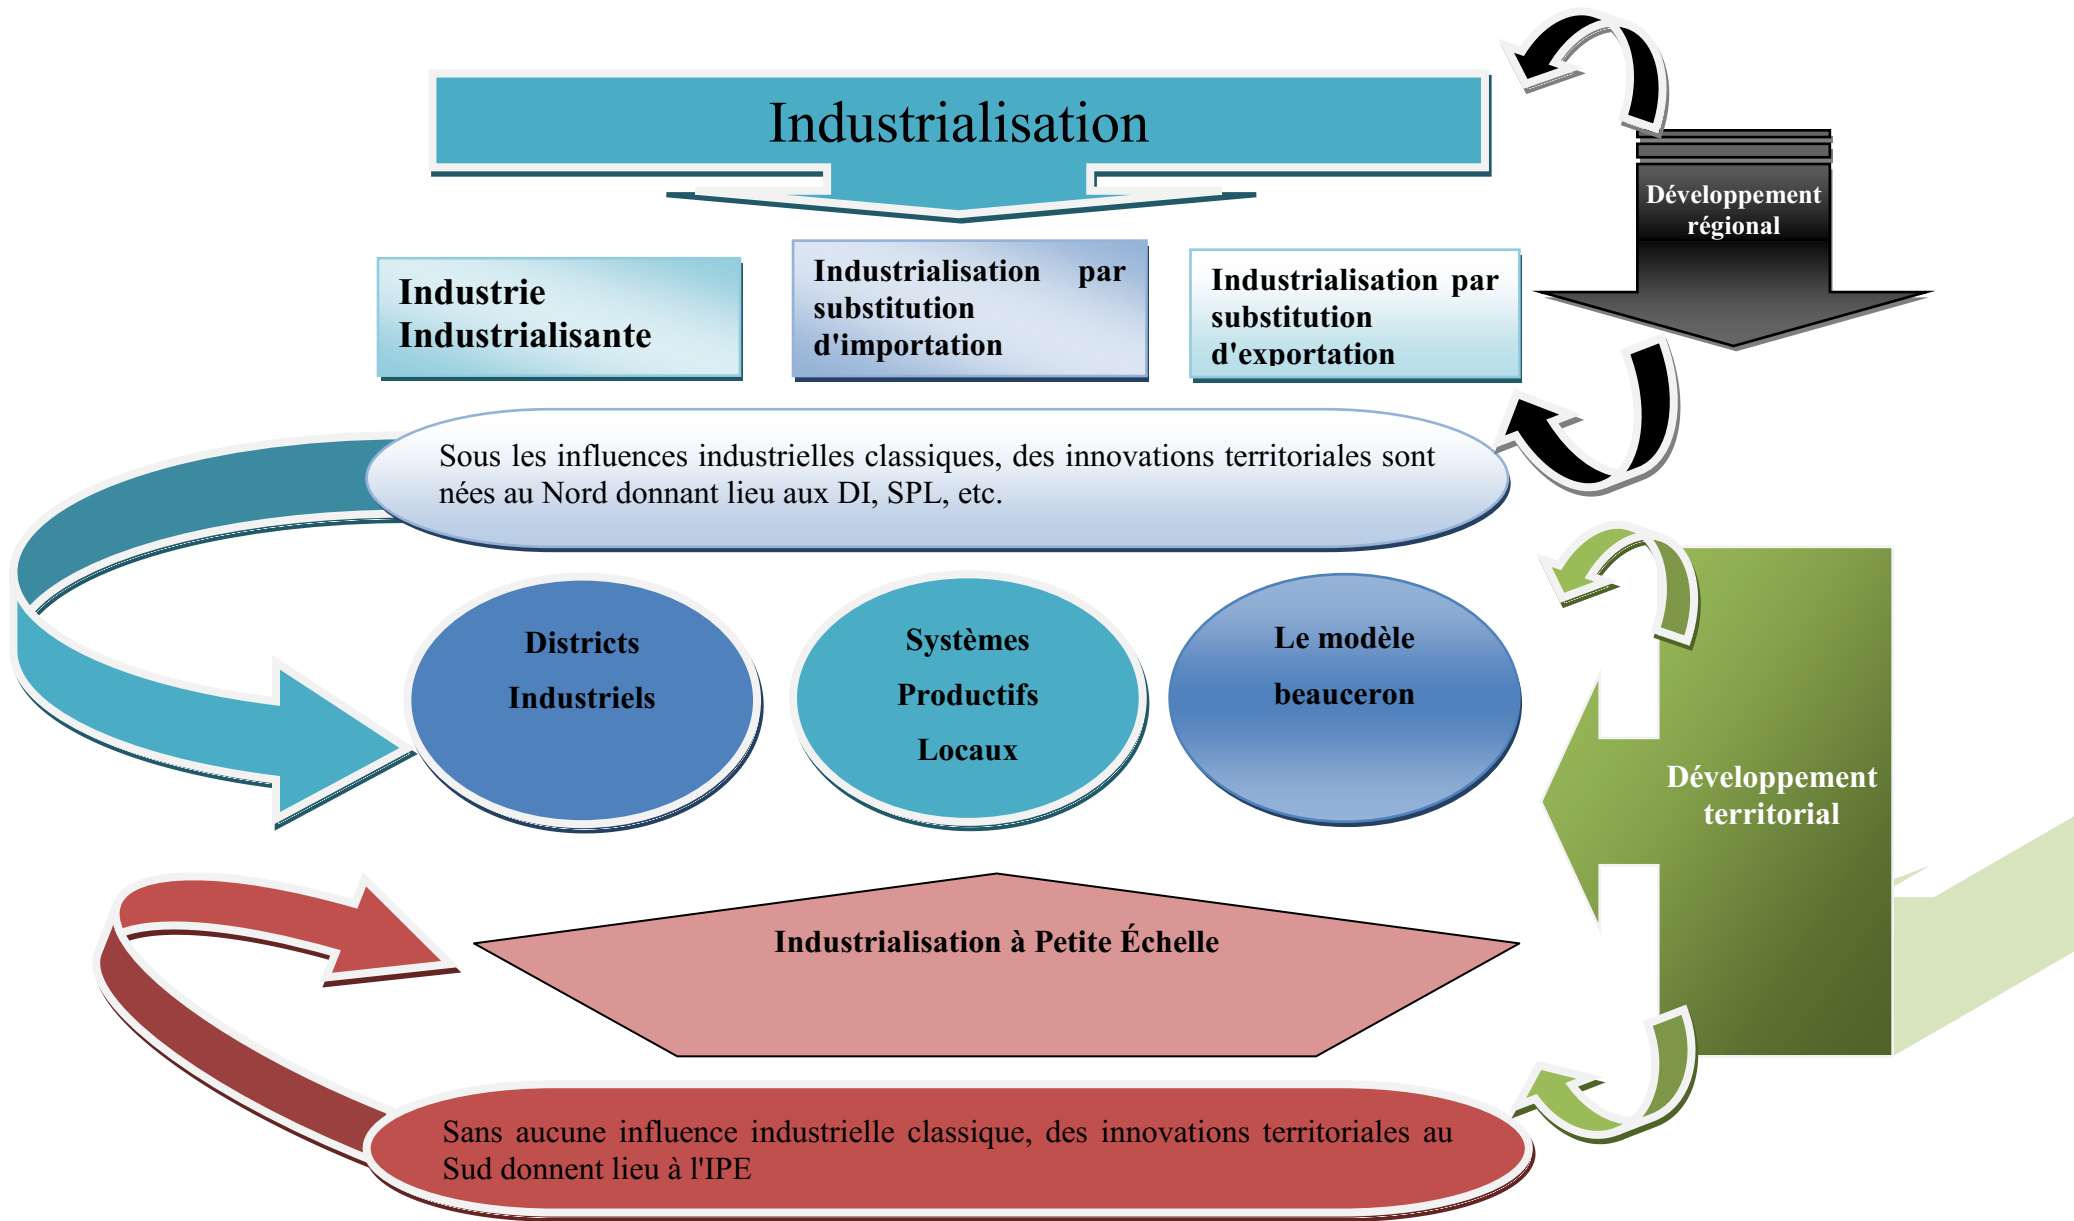 Industrialisation
Développement
régional
Industrie
Industrialisante
Industrialisation par
substitution
d'importation
Industrialisation par
substitution
d'exportation
Sous les influences industrielles classiques, des innovations territoriales sont
nées au Nord donnant lieu aux DI, SPL, etc.
Districts
Industriels
Systèmes
Productifs
Locaux
Le modèle
beauceron
Développement
territorial
Industrialisation à Petite Échelle
Sans aucune influence industrielle classique, des innovations territoriales au
Sud donnent lieu à l'IPE